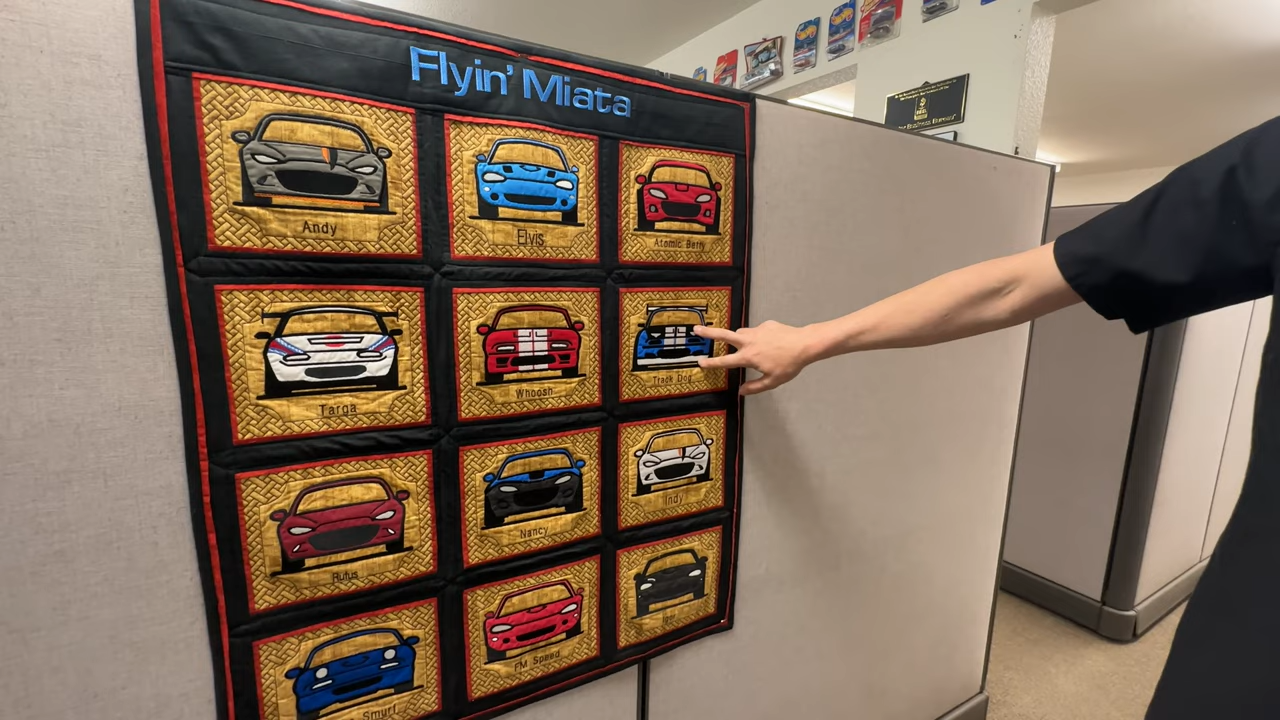 Flyin' Miata
Andy
Elvis
Atomic Berry
Targa
Whoosh
Track Dog
Rufus
Nancy
Indy
Smurf
FM Speed